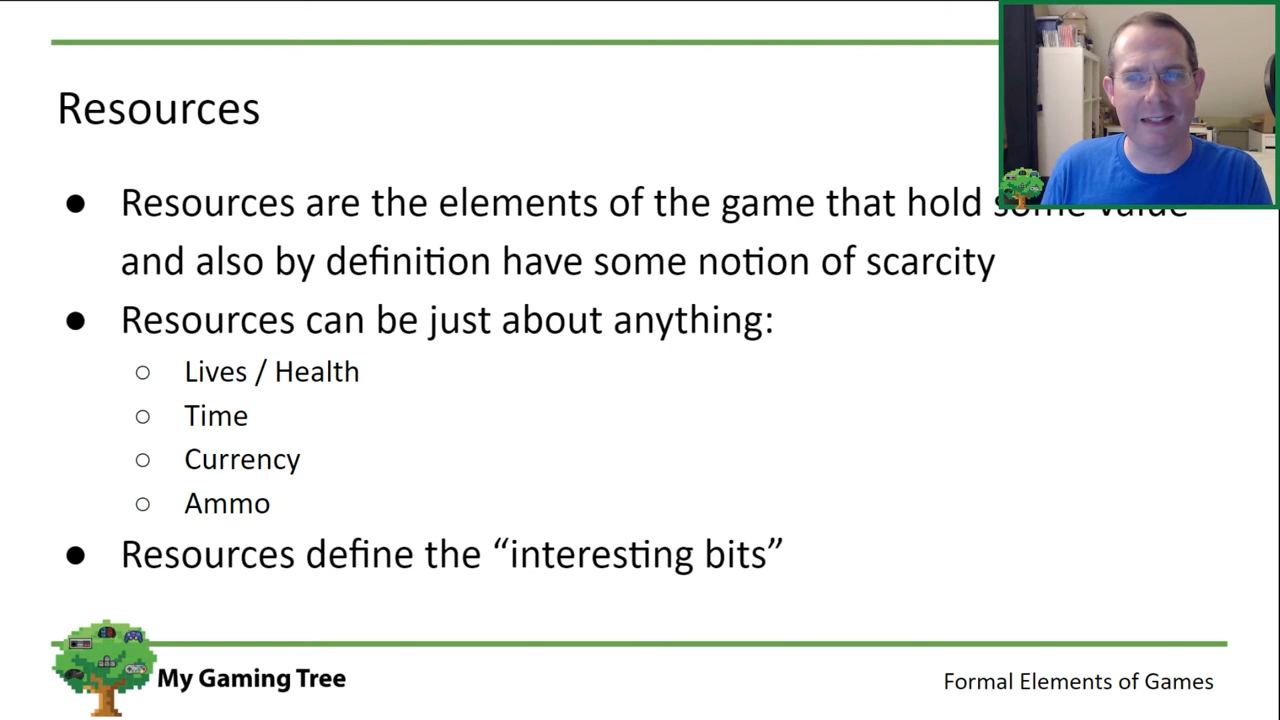 Resources
● Resources are the elements of the game that hold some value
and also by definition have some notion of scarcity
● Resources can be just about anything:
○ Lives / Health
○ Time
○ Currency
○ Ammo
● Resources define the “interesting bits”
My Gaming Tree
Formal Elements of Games